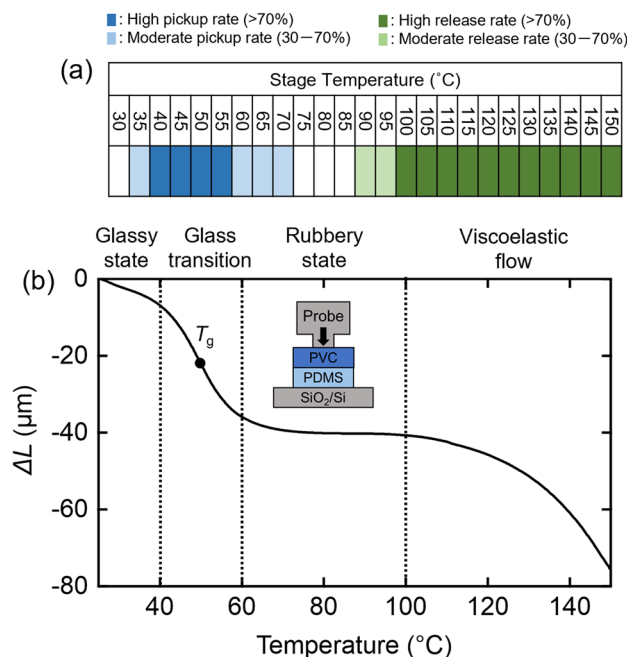 : High pickup rate (>70%)
: High release rate (>70%)
: Moderate pickup rate (30−70%)
: Moderate release rate (30−70%)
(a)
Stage Temperature (˚C)
30 35 40 45 50 55 60 65 70 75 80 85 90 95 100 105 110 115 120 125 130 135 140 145 150
Glassy state
Glass transition
Rubbery state
Viscoelastic flow
(b)
0
-20
-40
-60
-80
ΔL (μm)
Tg
Probe
PVC
PDMS
SiO2/Si
40 60 80 100 120 140
Temperature (°C)